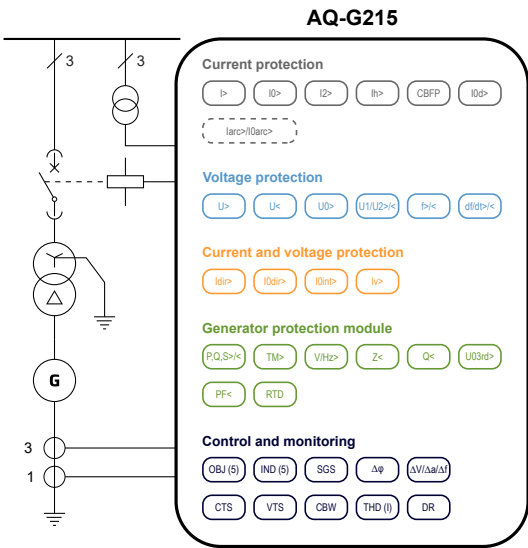 AQ-G215
3 3
Current protection
I> I0> I2> Ih> CBFP I0d>
Iarc>/I0arc>
Voltage protection
U> U< U0> U1/U2>/< f>/< df/dt>/<
Current and voltage protection
Idir> I0dir> I0int> Iv>
Generator protection module
P,Q,S>/< TM> V/Hz> Z< Q< U03rd>
PF< RTD
G
Control and monitoring
3
OBJ (5) IND (5) SGS Δφ ΔV/Δa/Δf
1
CTS VTS CBW THD (I) DR